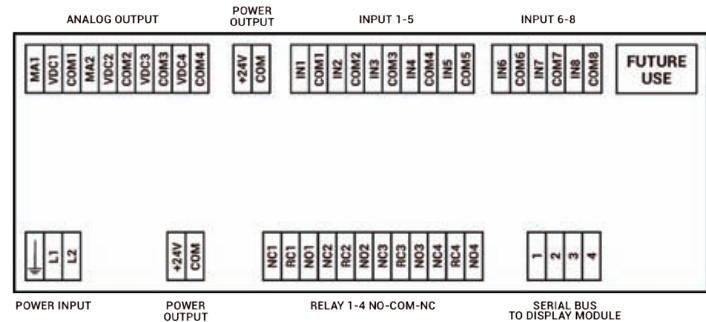 ANALOG OUTPUT
POWER
OUTPUT
INPUT 1-5
INPUT 6-8
MA1
VDC1
COM1
MA2
VDC2
COM2
VDC3
COM3
VDC4
COM4
+24V
COM
IN1
COM1
IN2
COM2
IN3
COM3
IN4
COM4
IN5
COM5
IN6
COM6
IN7
COM7
IN8
COM8
FUTURE
USE
L1
L2
+24V
COM
NC1
RC1
NO1
NC2
RC2
NO2
NC3
RC3
NO3
NC4
RC4
NO4
1
2
3
4
POWER INPUT
POWER
OUTPUT
RELAY 1-4 NO-COM-NC
SERIAL BUS
TO DISPLAY MODULE